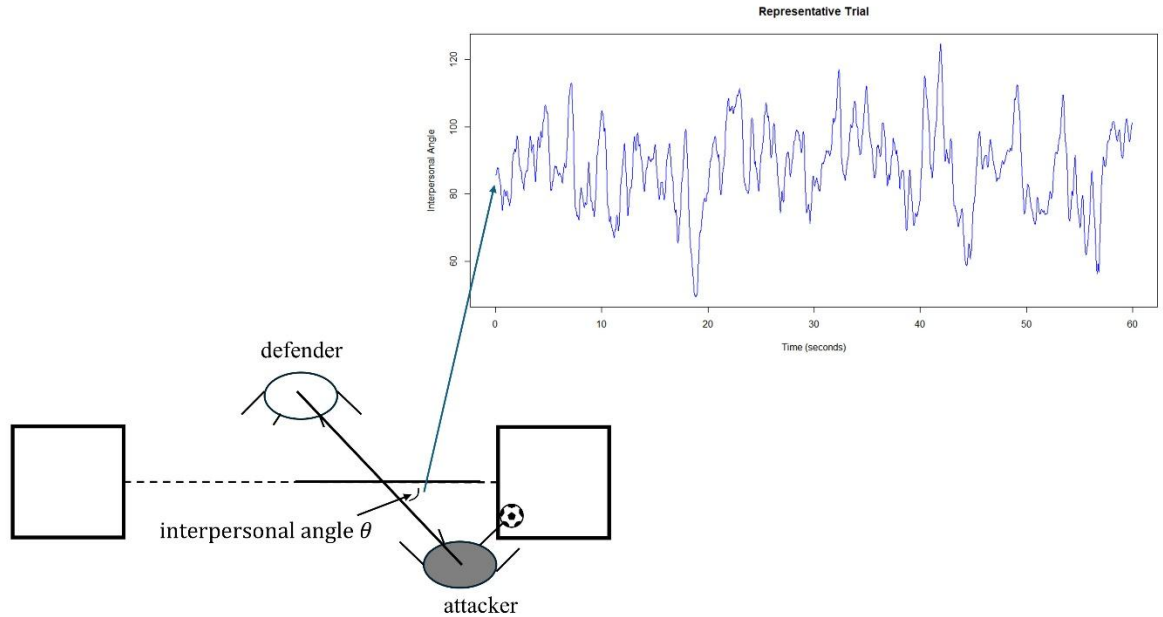 Representative Trial
Interpersonal Angle
120
100
80
60
0 10 20 30 40 50 60
Time (seconds)
defender
interpersonal angle θ
attacker